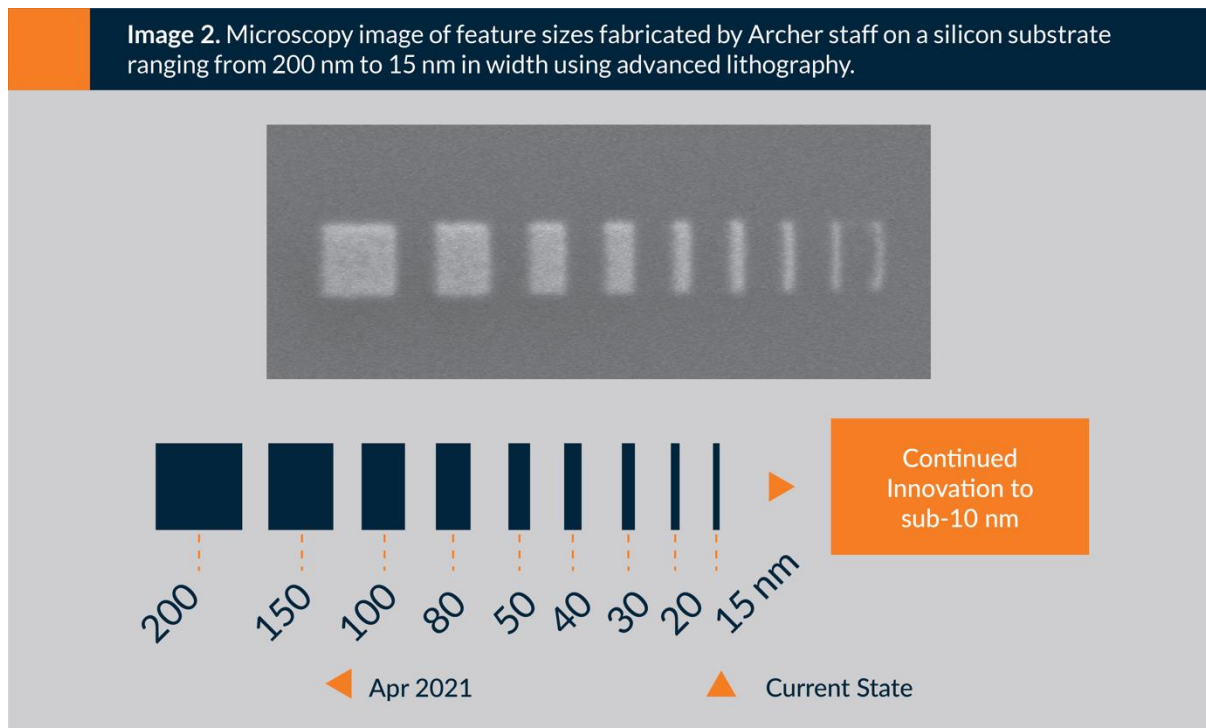 Image 2. Microscopy image of feature sizes fabricated by Archer staff on a silicon substrate
ranging from 200 nm to 15 nm in width using advanced lithography.
Continued
Innovation to
sub-10 nm
200
150
100
80
50
40
30
20
15 nm
Apr 2021
Current State